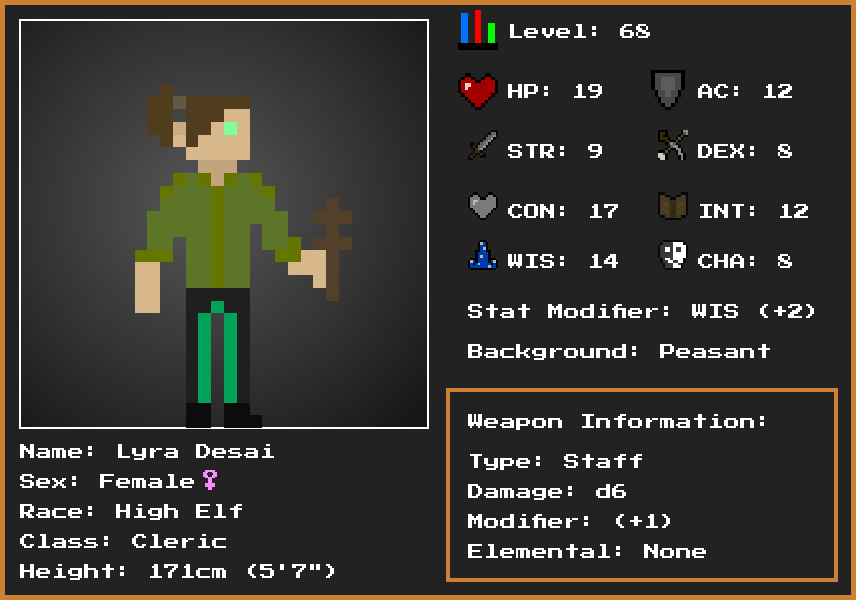 Level: 68
HP: 19 AC: 12
STR: 9 DEX: 8
CON: 17 INT: 12
WIS: 14 CHA: 8
Stat Modifier: WIS (+2)
Background: Peasant
Weapon Information:
Type: Staff
Damage: d6
Modifier: (+1)
Elemental: None
Name: Lyra Desai
Sex: Female♀
Race: High Elf
Class: Cleric
Height: 171cm (5'7")